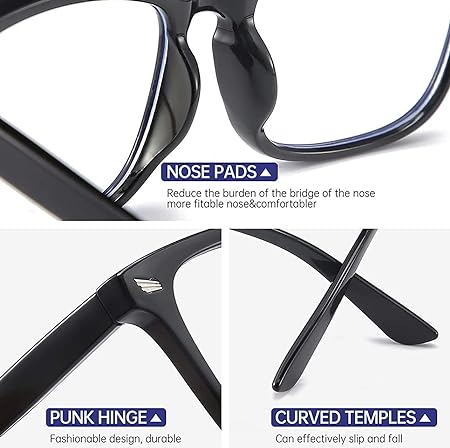 NOSE PADS
Reduce the burden of the bridge of the nose
more fitable nose&comfortabler
PUNK HINGE
Fashionable design, durable
CURVED TEMPLES
Can effectively slip and fall